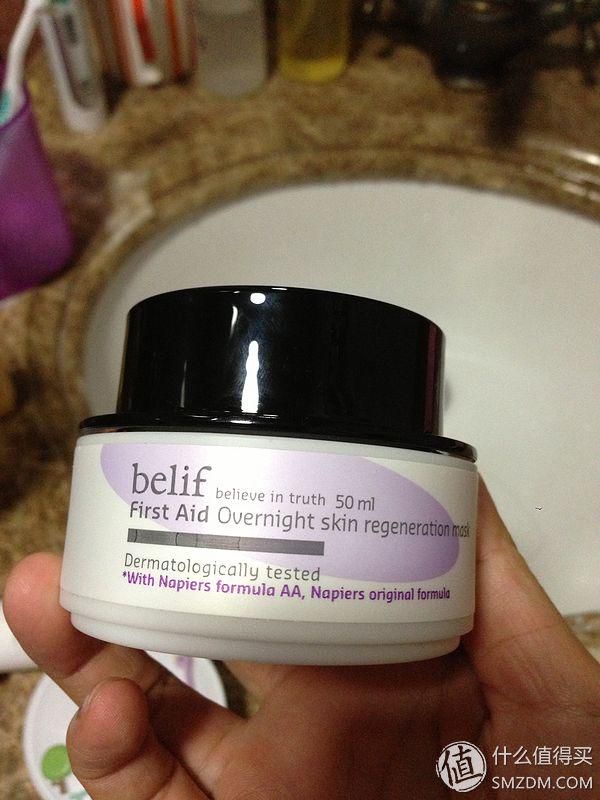 belif believe in truth 50 ml
First Aid Overnight skin regeneration mask
Dermatologically tested
*With Napiers formula AA, Napiers original formula
值 什么值得买
SMZDM.COM